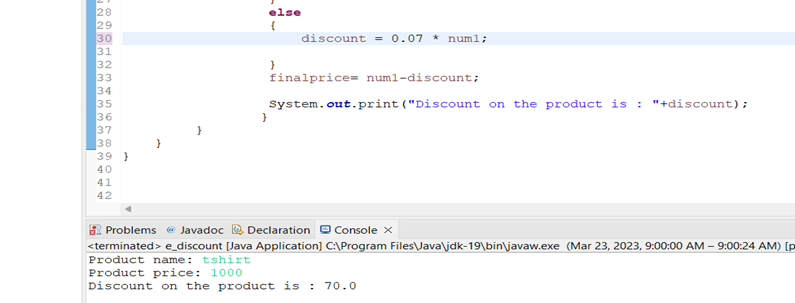 27 }
28 else
29 {
30 discount = 0.07 * num1;
31
32 }
33 finalprice= num1-discount;
34
35 System.out.print("Discount on the product is : "+discount);
36 }
37 }
38 }
39 }
40
41
42
Problems Javadoc Declaration Console
<terminated> e_discount [Java Application] C:\Program Files\Java\jdk-19\bin\javaw.exe (Mar 23, 2023, 9:00:00 AM – 9:00:24 AM) [p
Product name: tshirt
Product price: 1000
Discount on the product is : 70.0